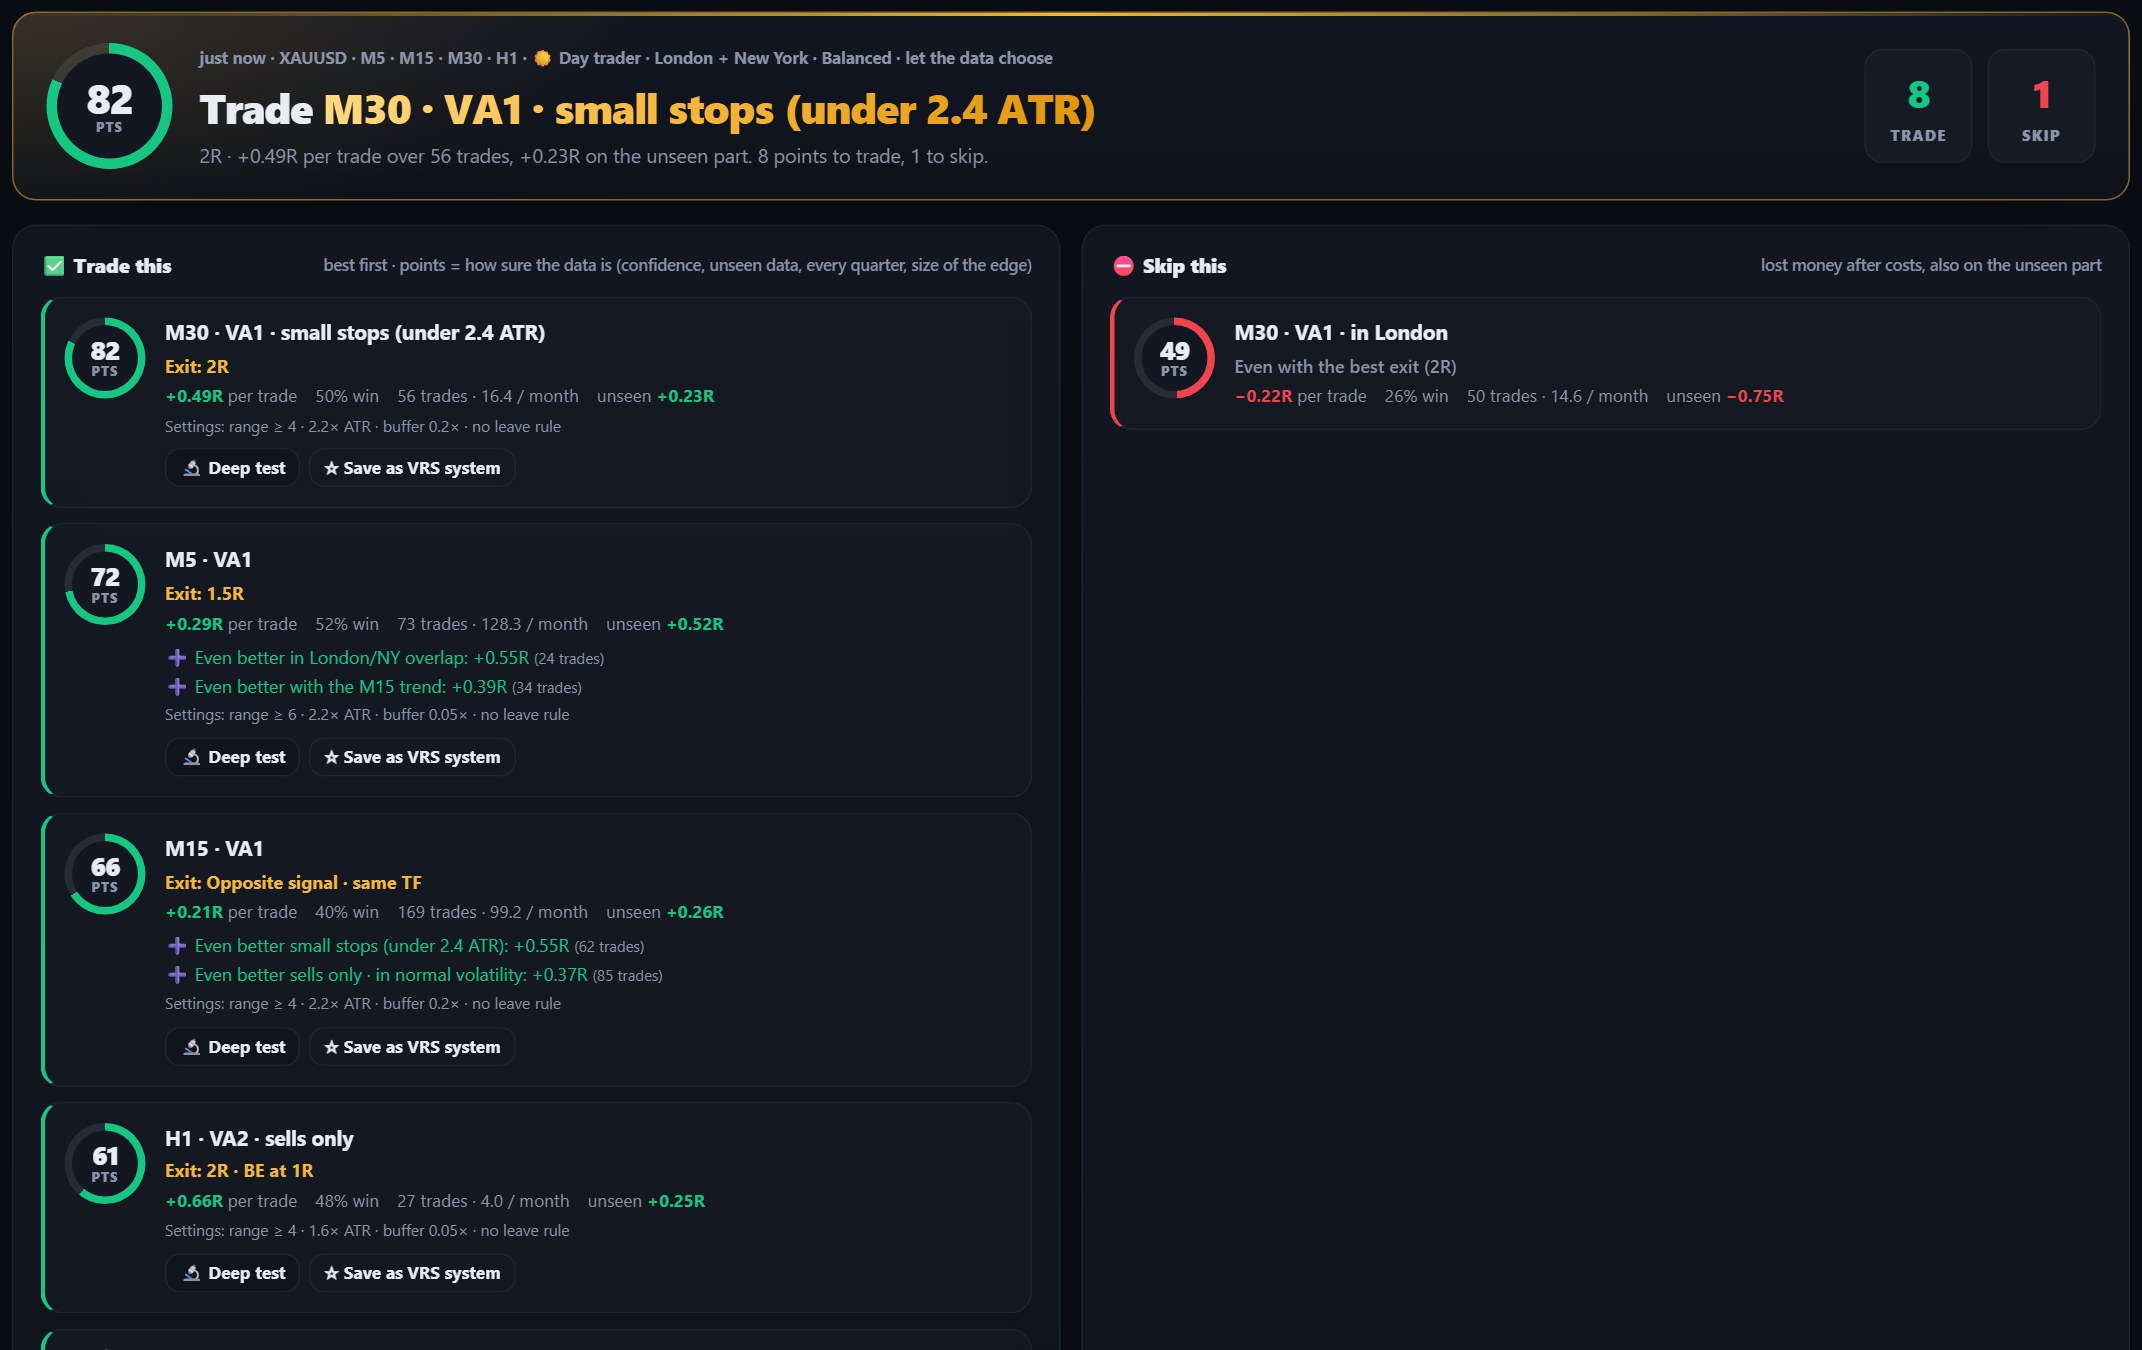 82
PTS
just now · XAUUSD · M5 · M15 · M30 · H1 · Day trader · London + New York · Balanced · let the data choose
Trade M30 · VA1 · small stops (under 2.4 ATR)
2R · +0.49R per trade over 56 trades, +0.23R on the unseen part. 8 points to trade, 1 to skip.
8
TRADE
1
SKIP
Trade this
best first · points = how sure the data is (confidence, unseen data, every quarter, size of the edge)
82
PTS
M30 · VA1 · small stops (under 2.4 ATR)
Exit: 2R
+0.49R per trade 50% win 56 trades · 16.4 / month unseen +0.23R
Settings: range ≥ 4 · 2.2× ATR · buffer 0.2× · no leave rule
Deep test
☆ Save as VRS system
72
PTS
M5 · VA1
Exit: 1.5R
+0.29R per trade 52% win 73 trades · 128.3 / month unseen +0.52R
Even better in London/NY overlap: +0.55R (24 trades)
Even better with the M15 trend: +0.39R (34 trades)
Settings: range ≥ 6 · 2.2× ATR · buffer 0.05× · no leave rule
Deep test
☆ Save as VRS system
66
PTS
M15 · VA1
Exit: Opposite signal · same TF
+0.21R per trade 40% win 169 trades · 99.2 / month unseen +0.26R
Even better small stops (under 2.4 ATR): +0.55R (62 trades)
Even better sells only · in normal volatility: +0.37R (85 trades)
Settings: range ≥ 4 · 2.2× ATR · buffer 0.2× · no leave rule
Deep test
☆ Save as VRS system
61
PTS
H1 · VA2 · sells only
Exit: 2R · BE at 1R
+0.66R per trade 48% win 27 trades · 4.0 / month unseen +0.25R
Settings: range ≥ 4 · 1.6× ATR · buffer 0.05× · no leave rule
Deep test
☆ Save as VRS system
Skip this
lost money after costs, also on the unseen part
49
PTS
M30 · VA1 · in London
Even with the best exit (2R)
−0.22R per trade 26% win 50 trades · 14.6 / month unseen −0.75R